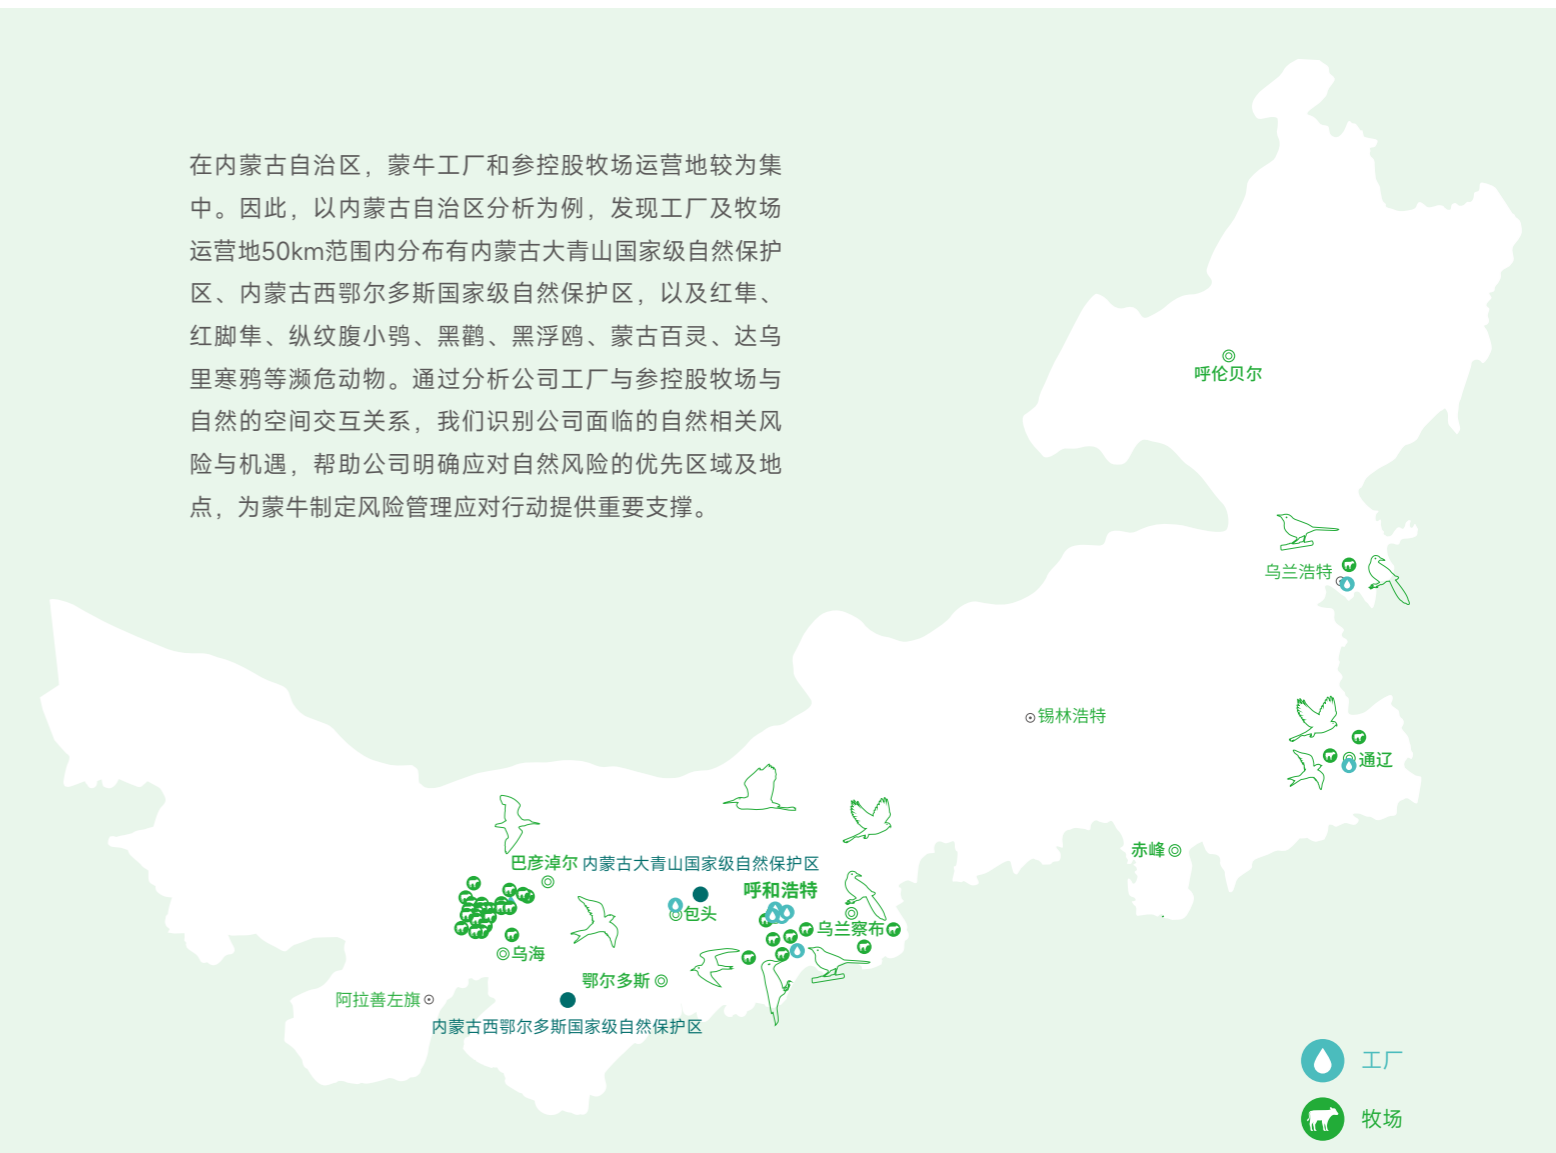 在内蒙古自治区，蒙牛工厂和参控股牧场运营地较为集
中。因此，以内蒙古自治区分析为例，发现工厂及牧场
运营地50km范围内分布有内蒙古大青山国家级自然保护
区、内蒙古西鄂尔多斯国家级自然保护区，以及红隼、
红脚隼、纵纹腹小鸮、黑鹳、黑浮鸥、蒙古百灵、达乌
里寒鸦等濒危动物。通过分析公司工厂与参控股牧场与
自然的空间交互关系，我们识别公司面临的自然相关风
险与机遇，帮助公司明确应对自然风险的优先区域及地
点，为蒙牛制定风险管理应对行动提供重要支撑。
呼伦贝尔
乌兰浩特
锡林浩特
通辽
赤峰
巴彦淖尔
内蒙古大青山国家级自然保护区
呼和浩特
包头
乌兰察布
乌海
鄂尔多斯
阿拉善左旗
内蒙古西鄂尔多斯国家级自然保护区
工厂
牧场